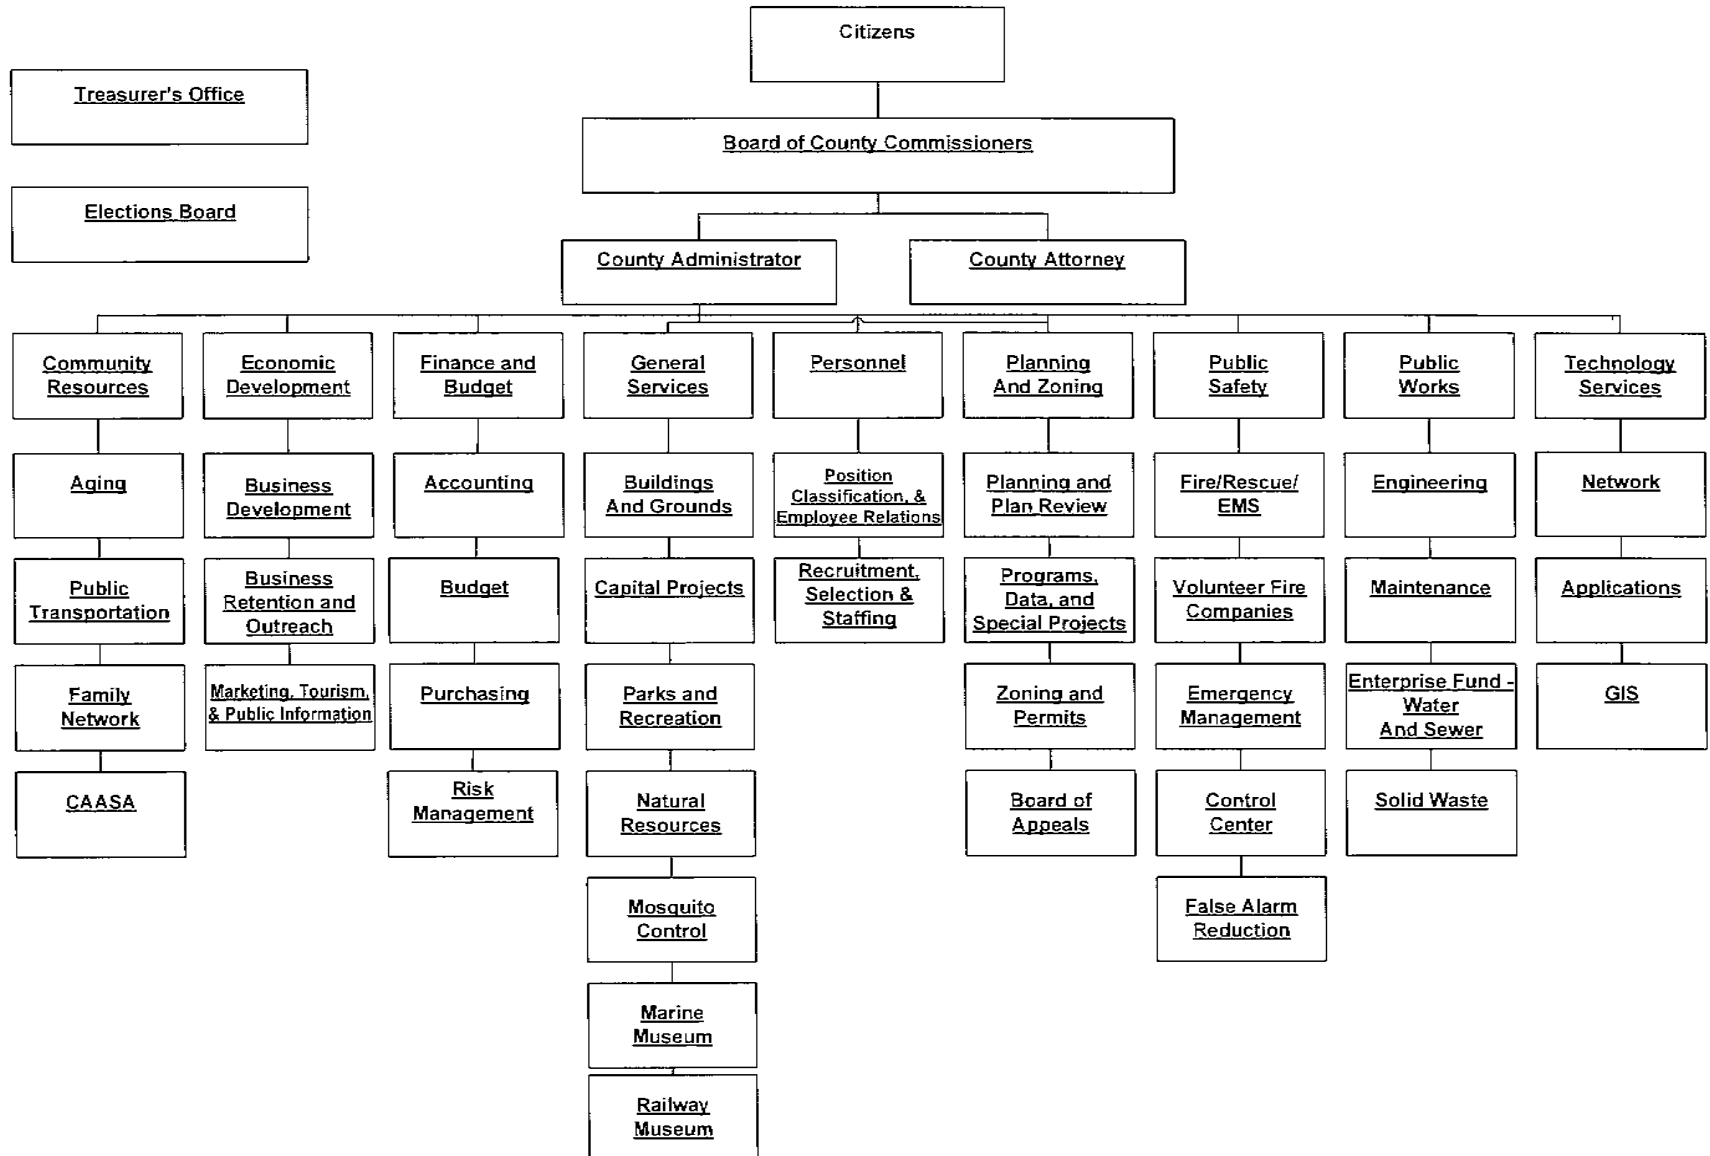 Citizens
Treasurer's Office
Board of County Commissioners
Elections Board
County Administrator
County Attorney
Community
Resources
Economic
Development
Finance and
Budget
General
Services
Personnel
Planning
And Zoning
Public
Safety
Public
Works
Technology
Services
Aging
Business
Development
Accounting
Buildings
And Grounds
Position
Classification, &
Employee Relations
Planning and
Plan Review
Fire/Rescue/
EMS
Engineering
Network
Public
Transportation
Business
Retention and
Outreach
Budget
Capital Projects
Recruitment,
Selection &
Staffing
Programs,
Data, and
Special Projects
Volunteer Fire
Companies
Maintenance
Applications
Family
Network
Marketing, Tourism,
& Public Information
Purchasing
Parks and
Recreation
Zoning and
Permits
Emergency
Management
Enterprise Fund -
Water
And Sewer
GIS
CAASA
Risk
Management
Natural
Resources
Board of
Appeals
Control
Center
Solid Waste
Mosquito
Control
False Alarm
Reduction
Marine
Museum
Railway
Museum